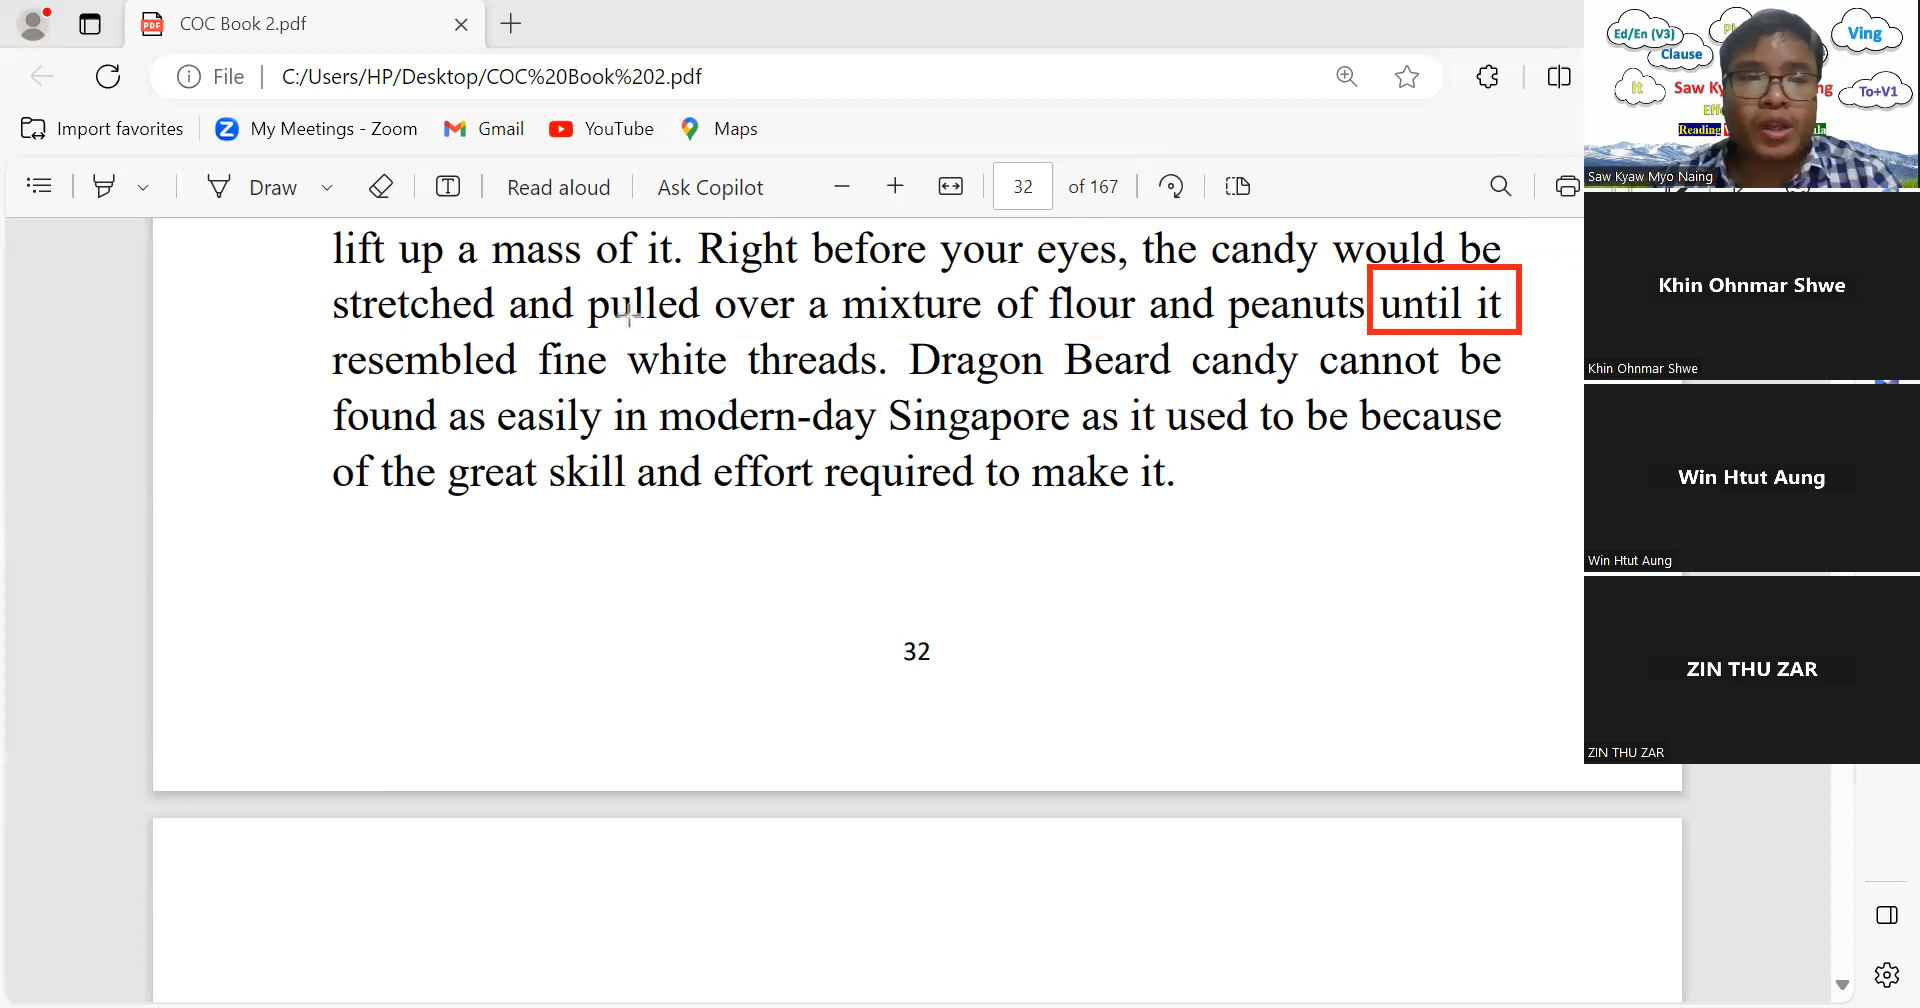 COC Book 2.pdf
File
C:/Users/HP/Desktop/COC%20Book%202.pdf
Import favorites
My Meetings - Zoom
Gmail
YouTube
Maps
Draw
Read aloud
Ask Copilot
32
of 167
lift up a mass of it. Right before your eyes, the candy would be
stretched and pulled over a mixture of flour and peanuts until it
resembled fine white threads. Dragon Beard candy cannot be
found as easily in modern-day Singapore as it used to be because
of the great skill and effort required to make it.
32
Ed/En (V3)
Ving
Clause
It
To+V1
Reading
Saw Kyaw Myo Naing
Khin Ohnmar Shwe
Khin Ohnmar Shwe
Win Htut Aung
Win Htut Aung
ZIN THU ZAR
ZIN THU ZAR